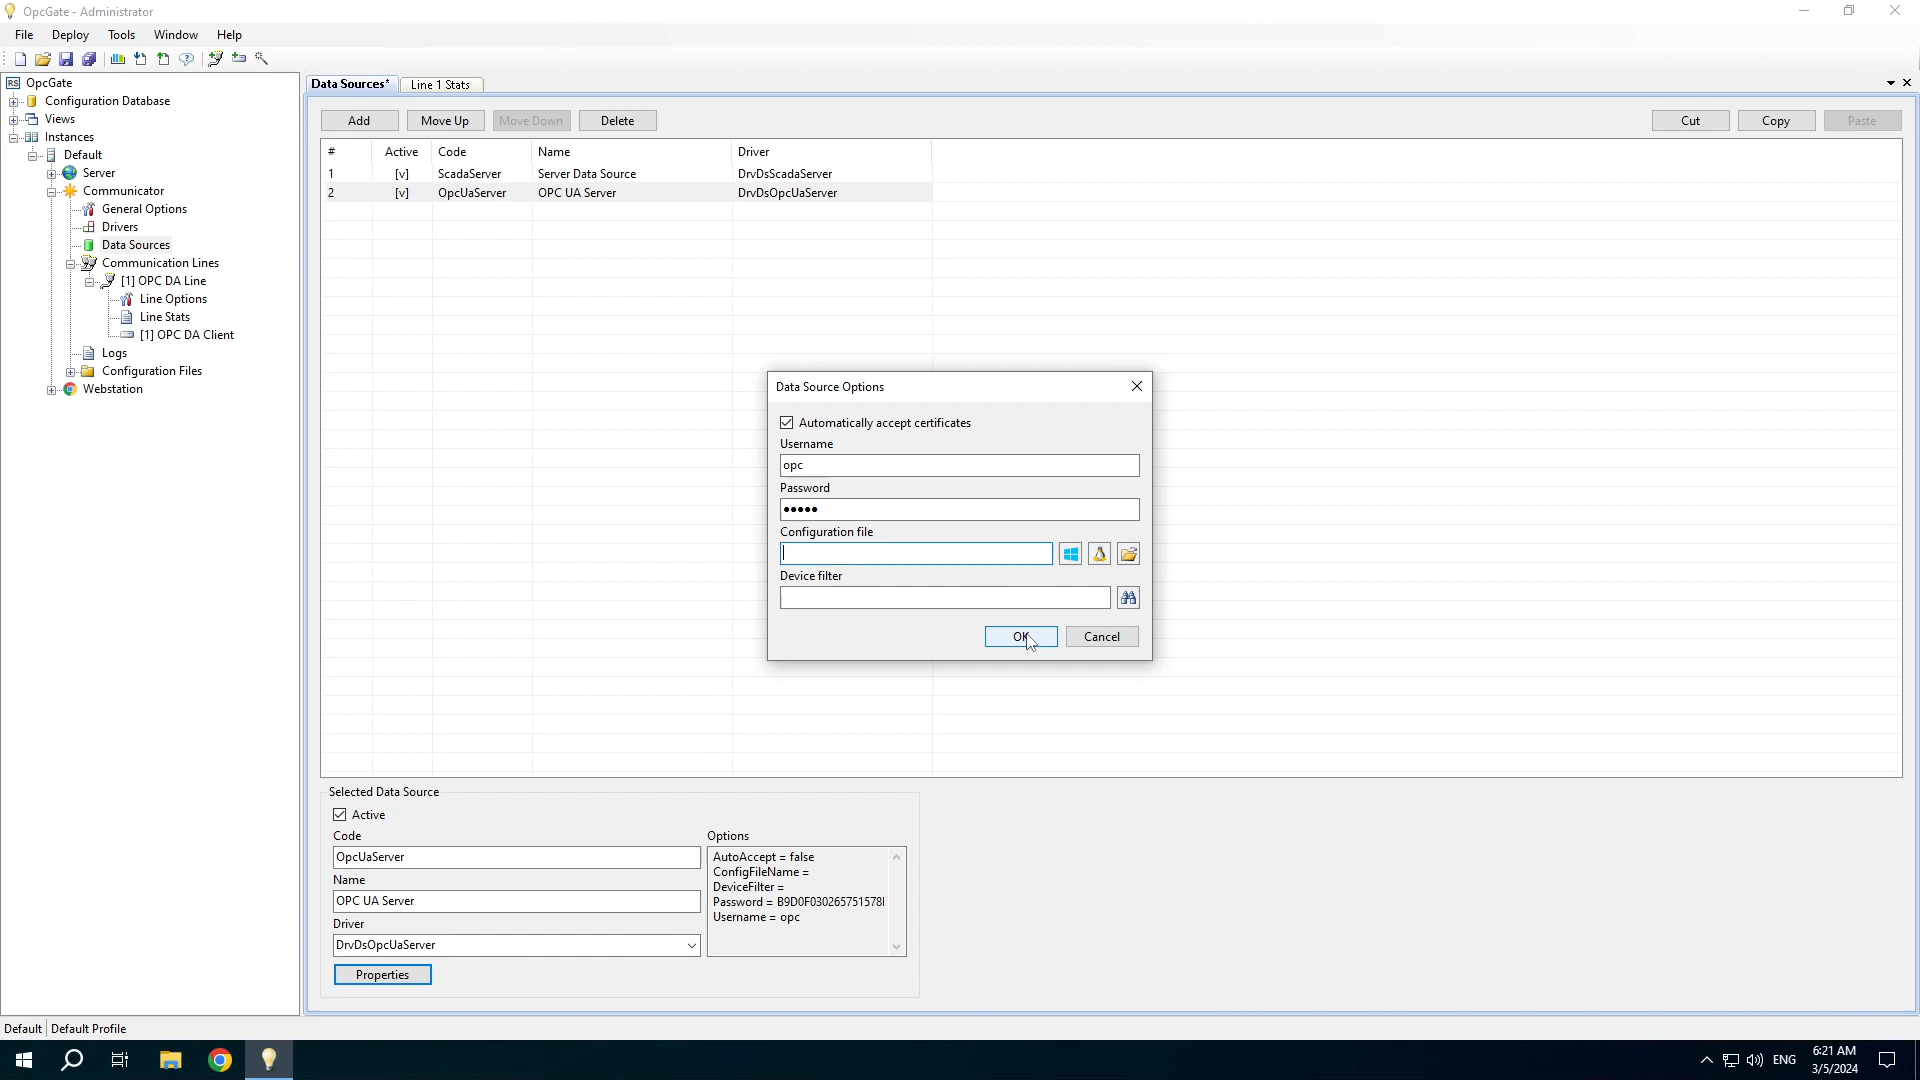 OpcGate - Administrator
File Deploy Tools Window Help
OpcGate
Configuration Database
Views
Instances
Default
Server
Communicator
General Options
Drivers
Data Sources
Communication Lines
[1] OPC DA Line
Line Options
Line Stats
[1] OPC DA Client
Logs
Configuration Files
Webstation
Data Sources* Line 1 Stats
Add Move Up Move Down Delete Cut Copy Paste
# Active Code Name Driver
1 [v] ScadaServer Server Data Source DrvDsScadaServer
2 [v] OpcUaServer OPC UA Server DrvDsOpcUaServer
Data Source Options
Automatically accept certificates
Username
opc
Password
•••••
Configuration file
Device filter
OK Cancel
Selected Data Source
Active
Code
OpcUaServer
Name
OPC UA Server
Driver
DrvDsOpcUaServer
Properties
Options
AutoAccept = false
ConfigFileName =
DeviceFilter =
Password = B9D0F030265751578
Username = opc
Default Default Profile
ENG
6:21 AM
3/5/2024